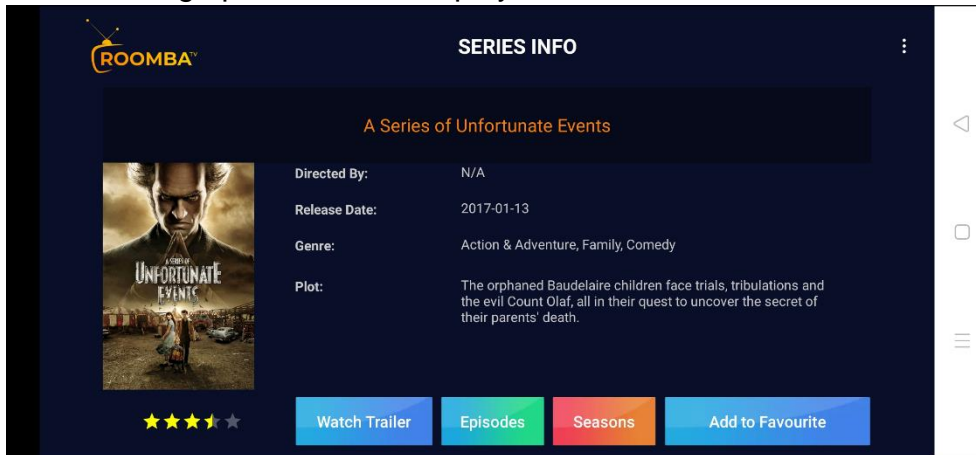 ROOMBA TV
SERIES INFO
A Series of Unfortunate Events
Directed By: N/A
Release Date: 2017-01-13
Genre: Action & Adventure, Family, Comedy
Plot: The orphaned Baudelaire children face trials, tribulations and
the evil Count Olaf, all in their quest to uncover the secret of
their parents' death.
A SERIES OF
UNFORTUNATE
EVENTS
Watch Trailer
Episodes
Seasons
Add to Favourite